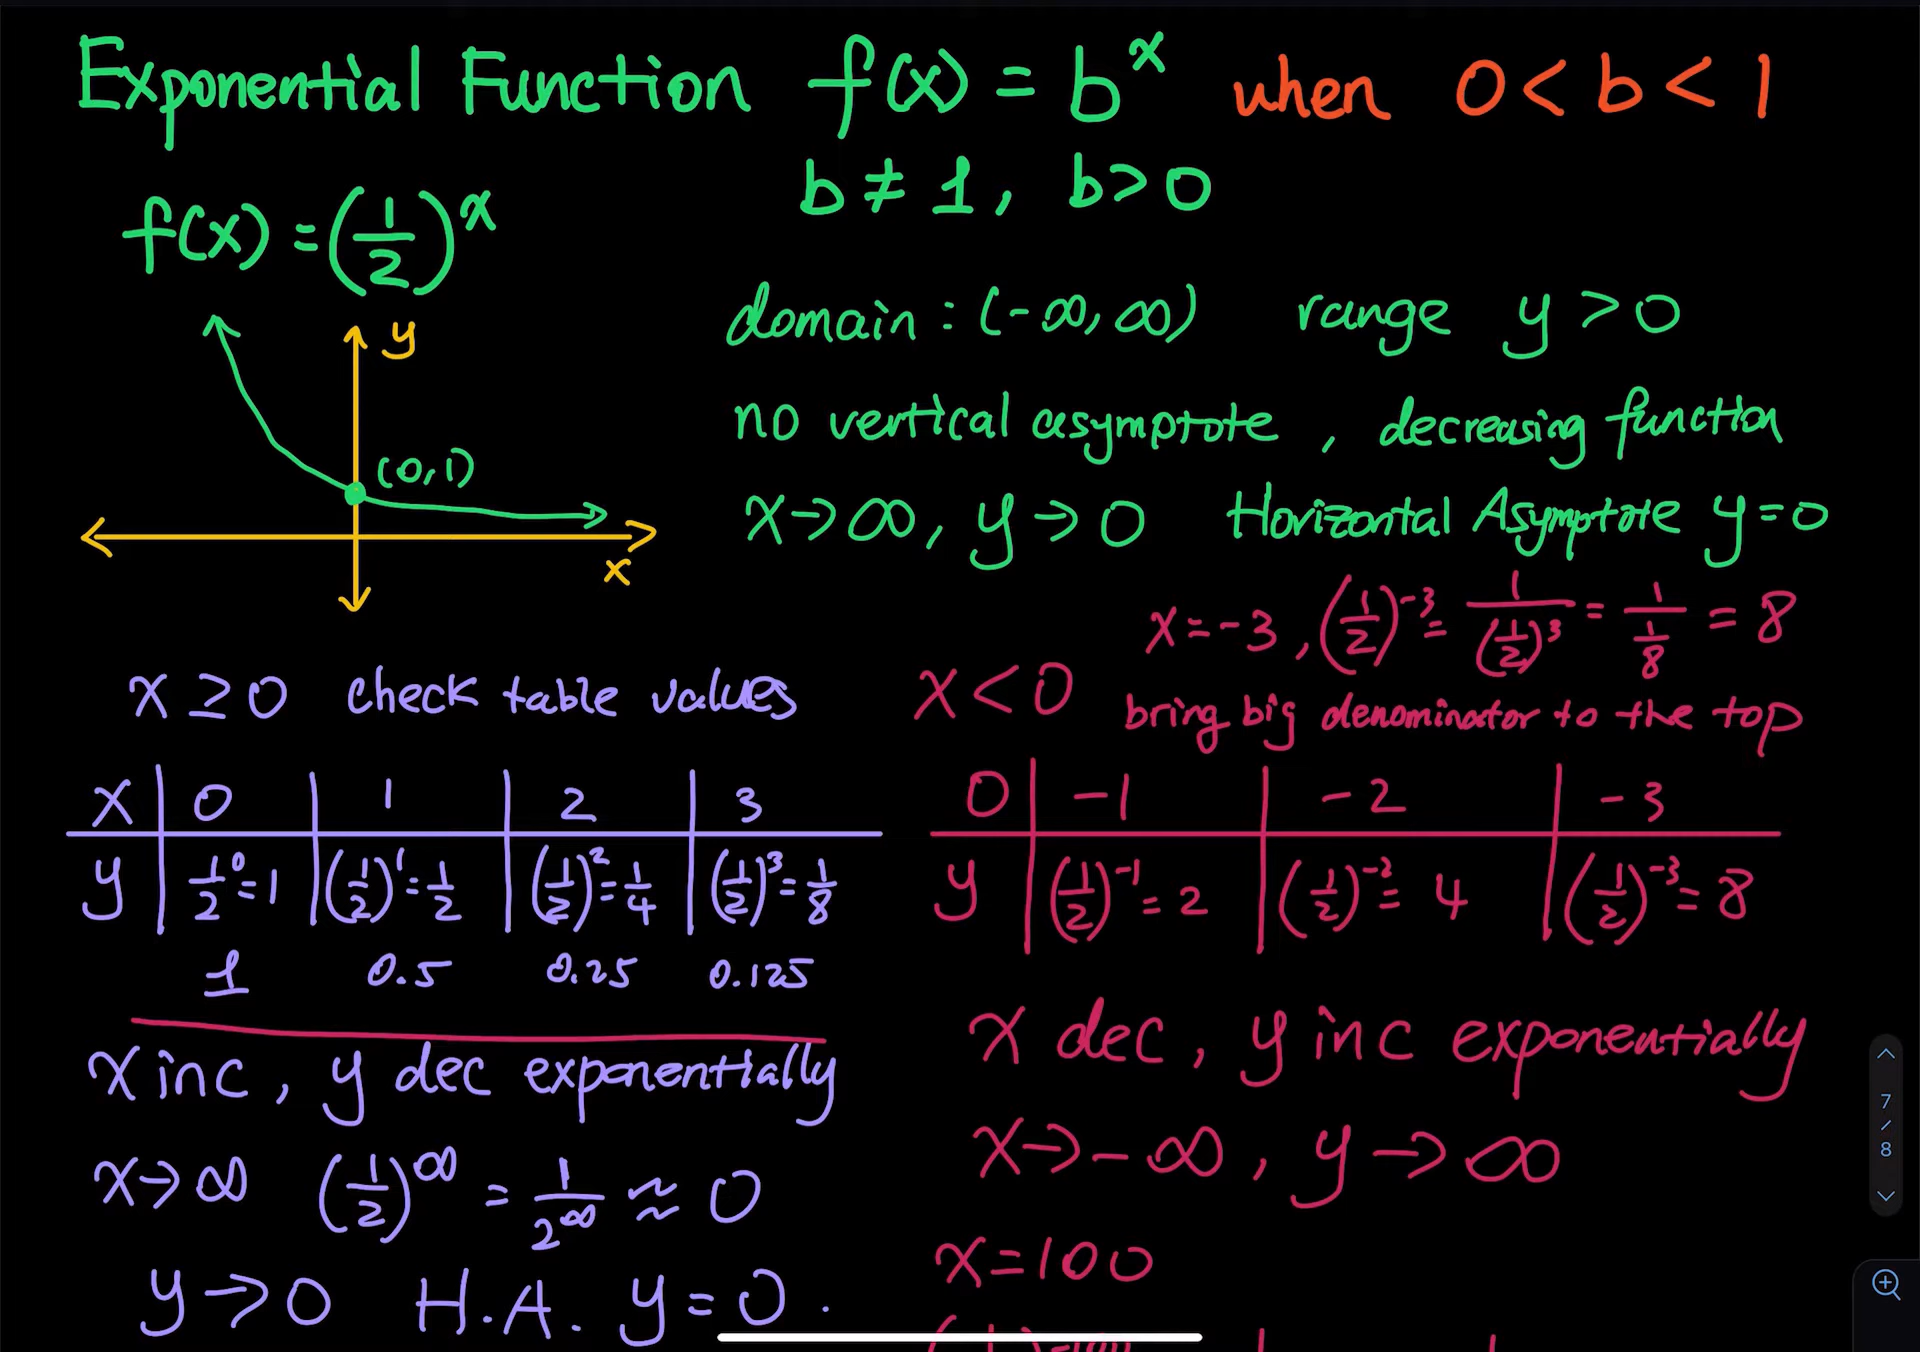 Exponential Function f(x) = b^x when 0 < b < 1
b ≠ 1, b > 0
f(x) = (1/2)^x
y
(0,1)
x
domain : (-∞, ∞) range y > 0
no vertical asymptote , decreasing function
x → ∞, y → 0 Horizontal Asymptote y = 0
x ≥ 0 check table values
x | 0 | 1 | 2 | 3
y | 1/2^0 = 1 | (1/2)^1 = 1/2 | (1/2)^2 = 1/4 | (1/2)^3 = 1/8
1 0.5 0.25 0.125
x inc, y dec exponentially
x → ∞ (1/2)^∞ = 1/2^∞ ≈ 0
y → 0 H.A. y = 0 .
x = -3 , (1/2)^-3 = 1/(1/2)^3 = 1/(1/8) = 8
x < 0 bring big denominator to the top
0 | -1 | -2 | -3
y | (1/2)^-1 = 2 | (1/2)^-2 = 4 | (1/2)^-3 = 8
x dec, y inc exponentially
x → -∞, y → ∞
x = 100
7
/
8